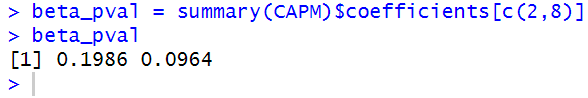 > beta_pval = summary(CAPM)$coefficients[c(2,8)]
> beta_pval
[1] 0.1986 0.0964
>